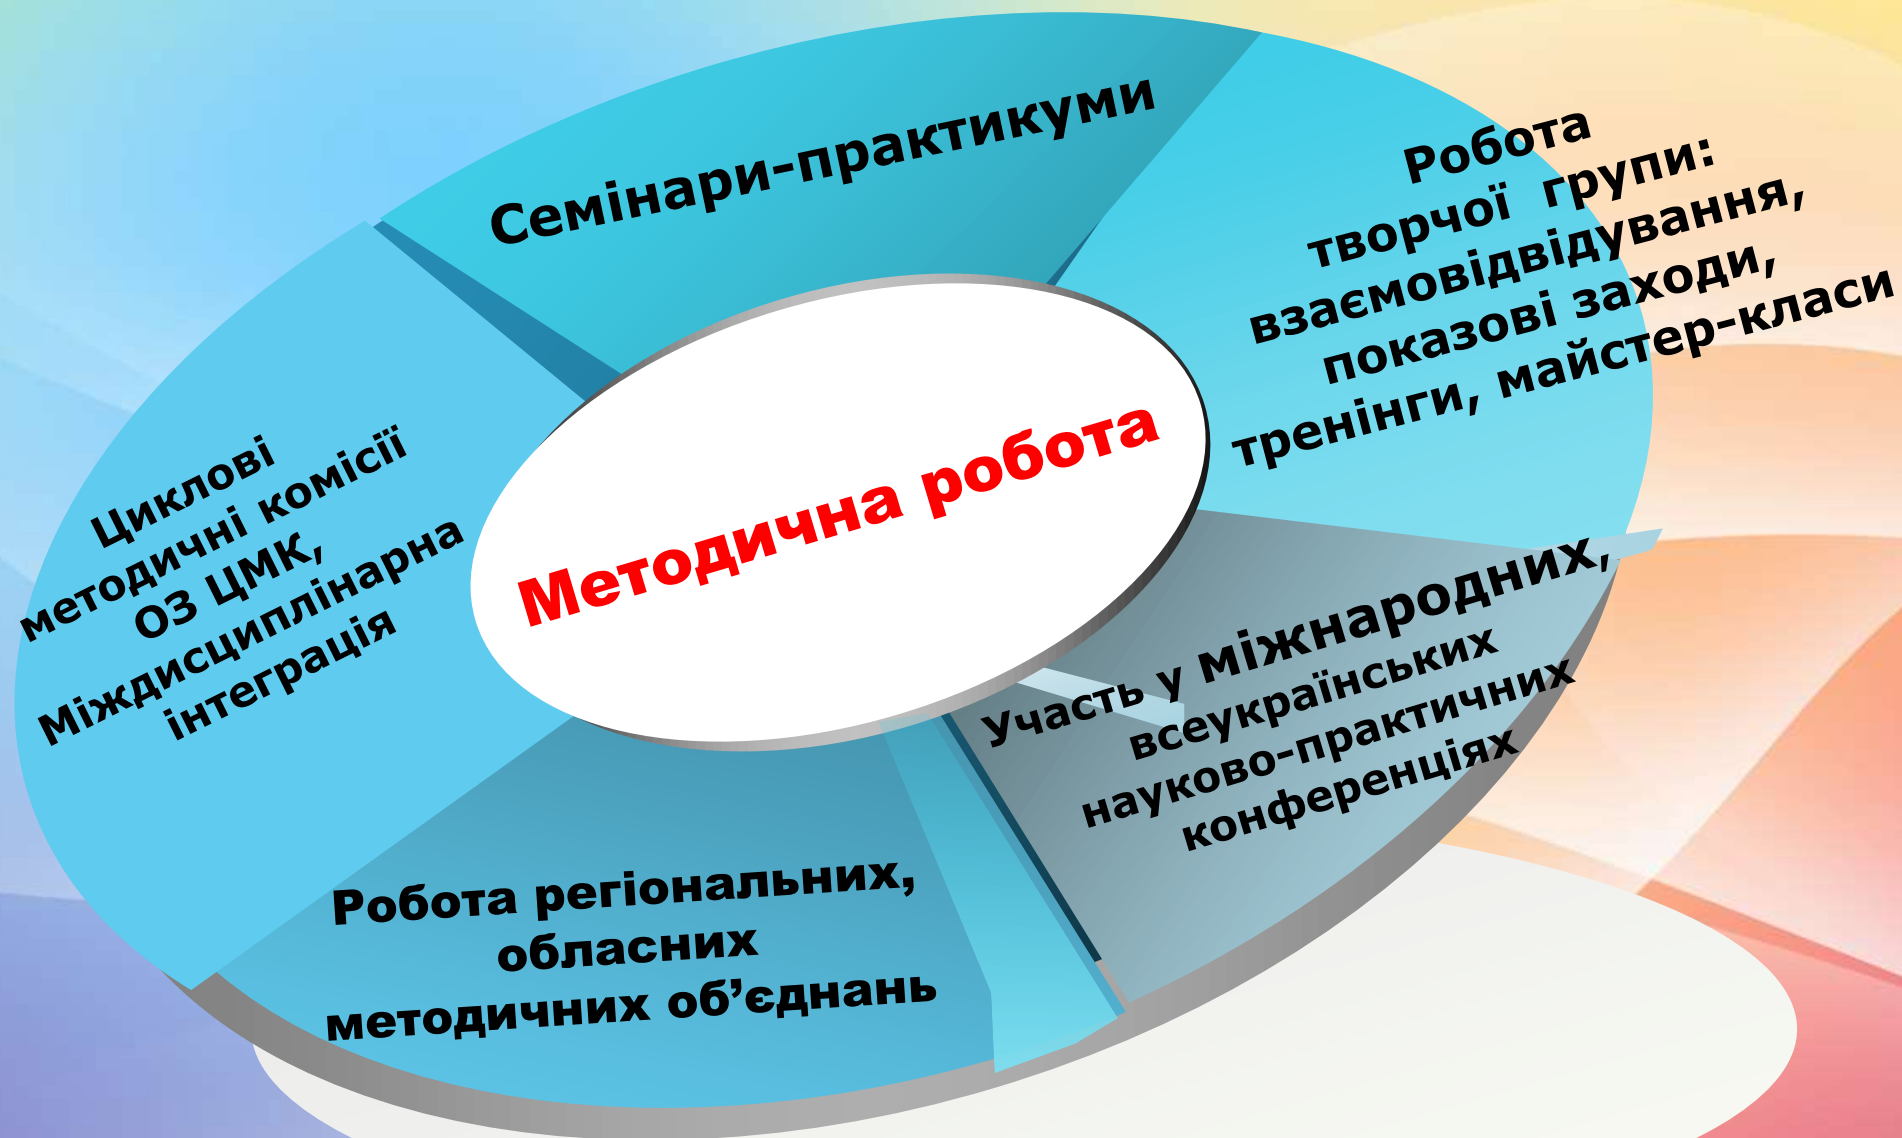 Семінари-практикуми
Робота
творчої групи:
взаємовідвідування,
показові заходи,
тренінги, майстер-класи
Циклові
методичні комісії
ОЗ ЦМК,
Міждисциплінарна
інтеграція
Методична робота
Участь у міжнародних,
всеукраїнських
науково-практичних
конференціях
Робота регіональних,
обласних
методичних об’єднань